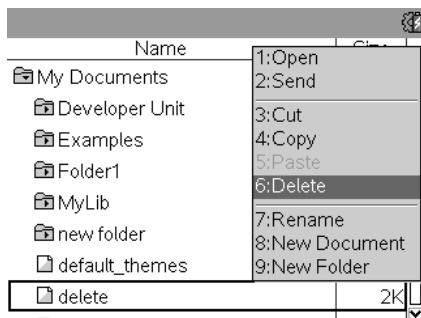 Name
My Documents
Developer Unit
Examples
Folder1
MyLib
new folder
default_themes
delete 2K
1:Open
2:Send
3:Cut
4:Copy
5:Paste
6:Delete
7:Rename
8:New Document
9:New Folder